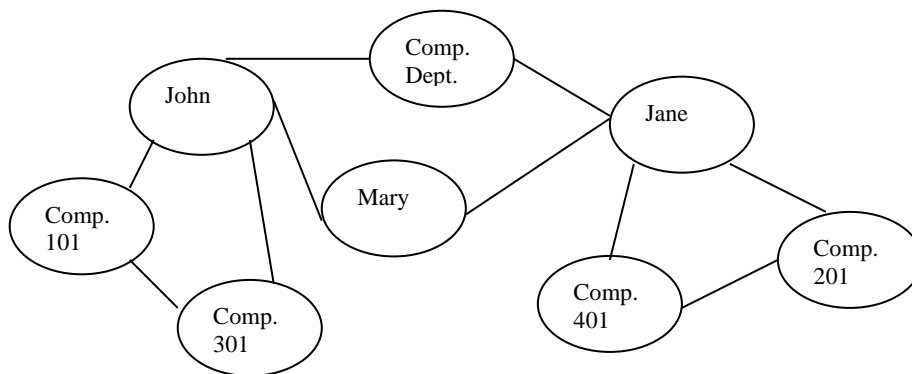 Comp.
Dept.
John
Jane
Mary
Comp.
101
Comp.
201
Comp.
401
Comp.
301